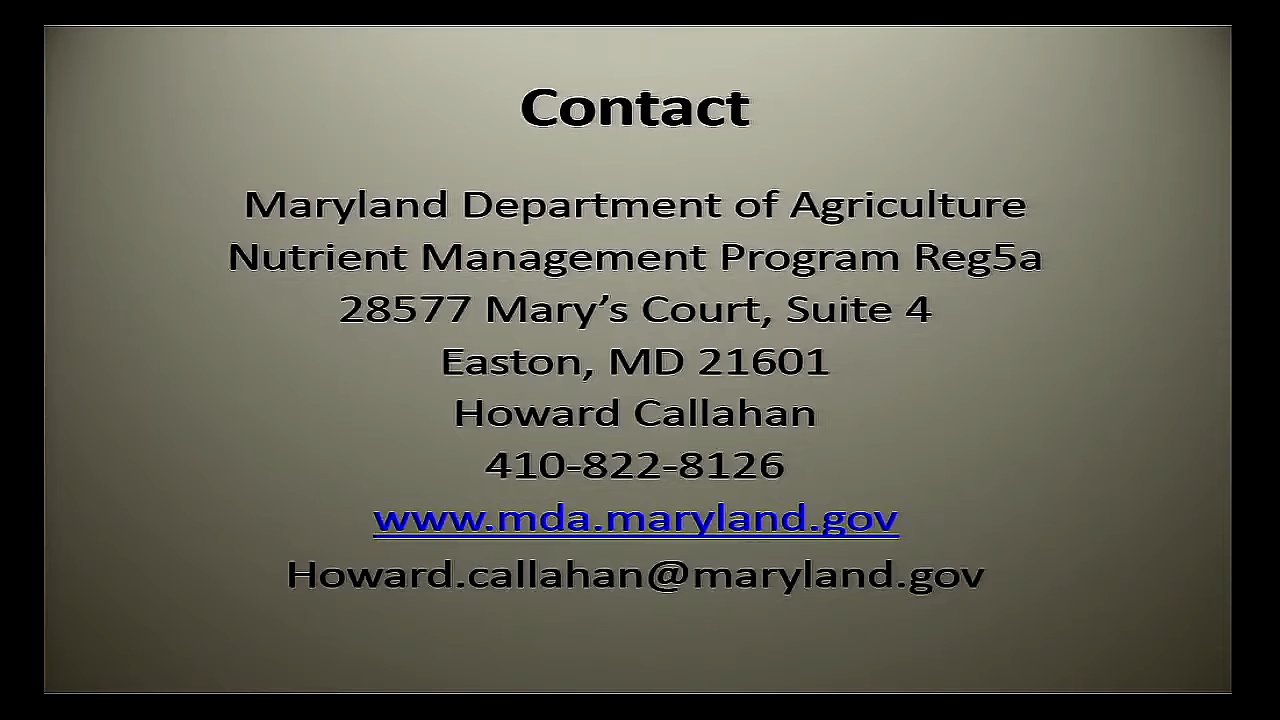 Contact
Maryland Department of Agriculture
Nutrient Management Program Reg5a
28577 Mary’s Court, Suite 4
Easton, MD 21601
Howard Callahan
410-822-8126
www.mda.maryland.gov
Howard.callahan@maryland.gov